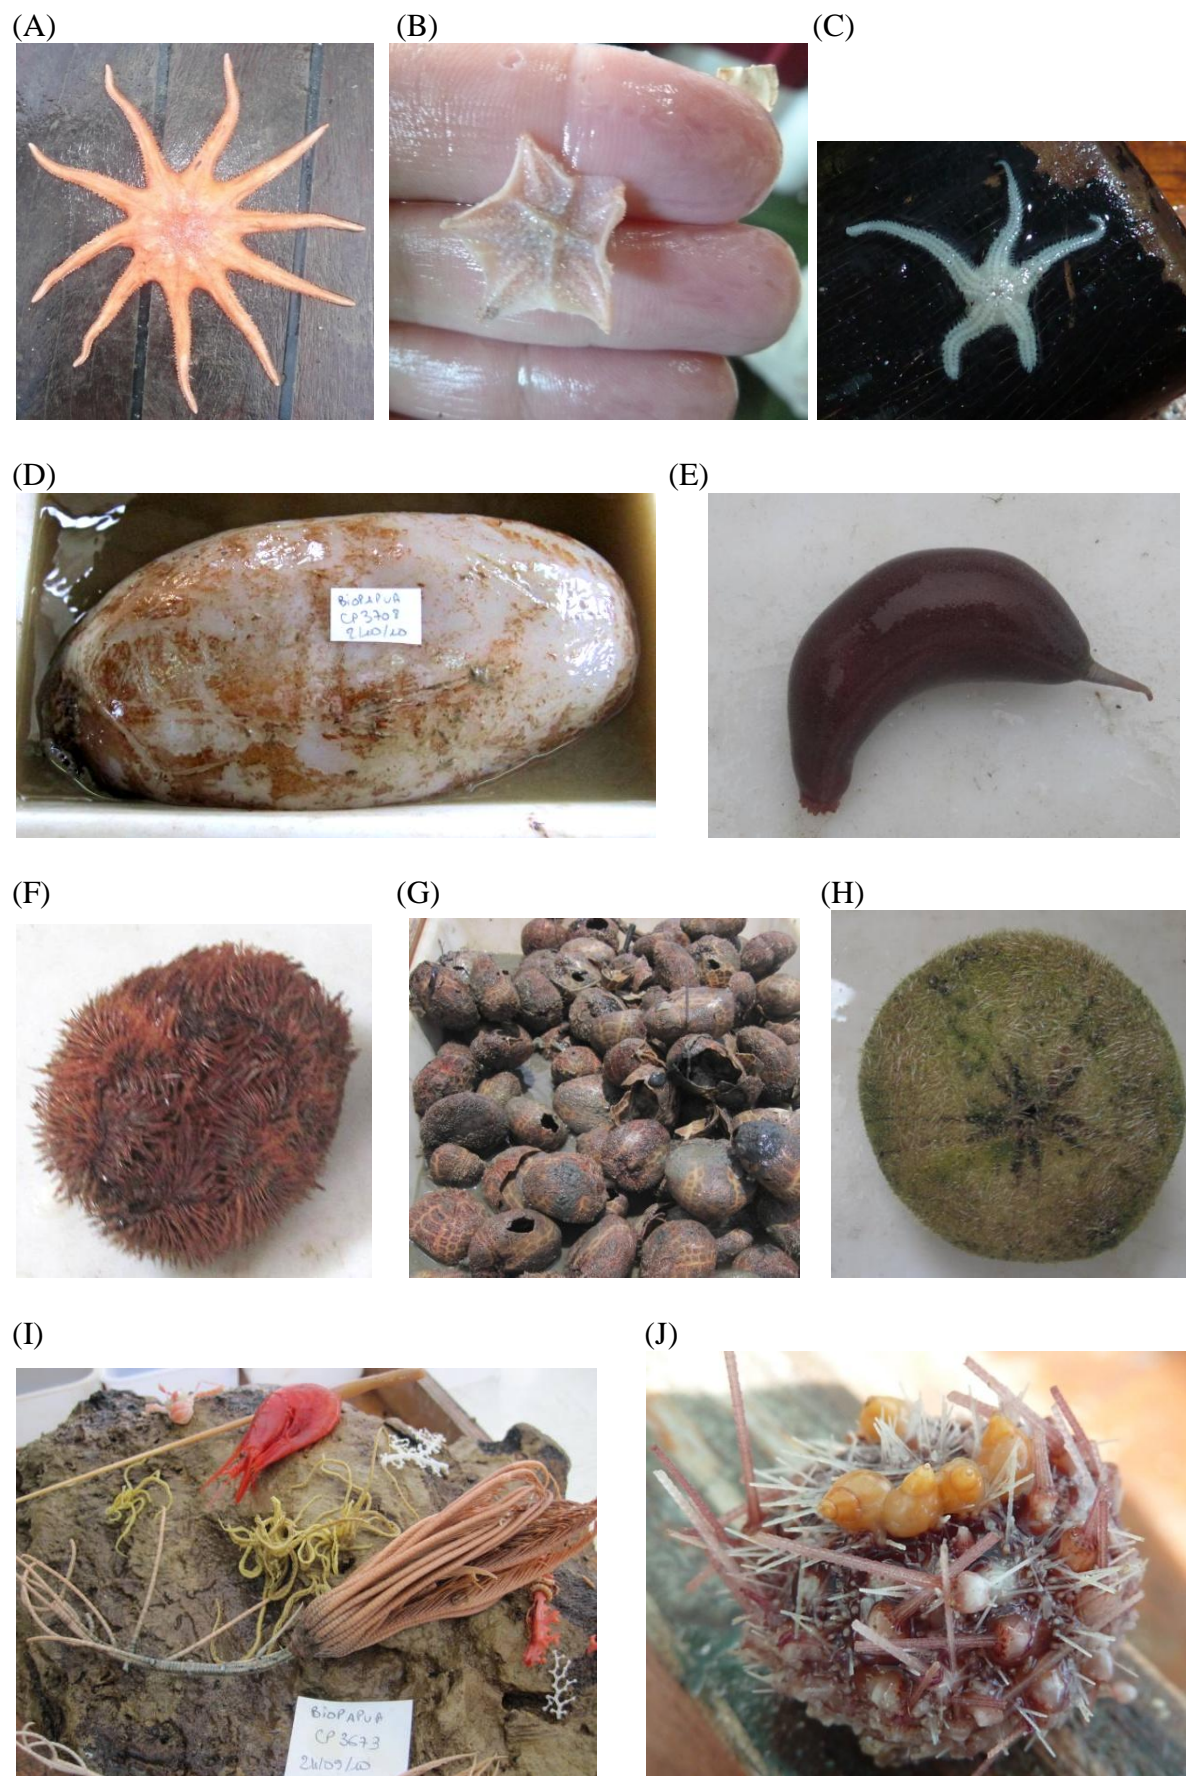 (A)
(B)
(C)
(D)
(E)
BIOPAPUA
CP3708
2/10/10
(F)
(G)
(H)
(I)
(J)
BIOPAPUA
CP 3673
24/09/10